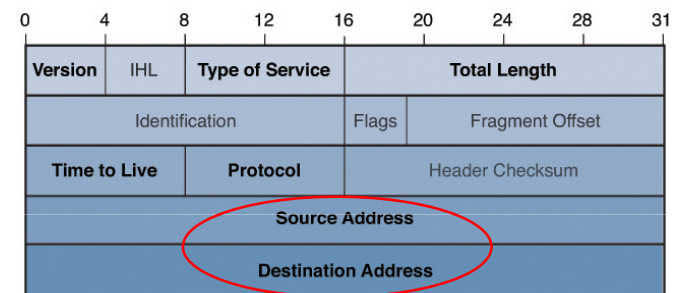 0 4 8 12 16 20 24 28 31
Version IHL Type of Service Total Length
Identification Flags Fragment Offset
Time to Live Protocol Header Checksum
Source Address
Destination Address